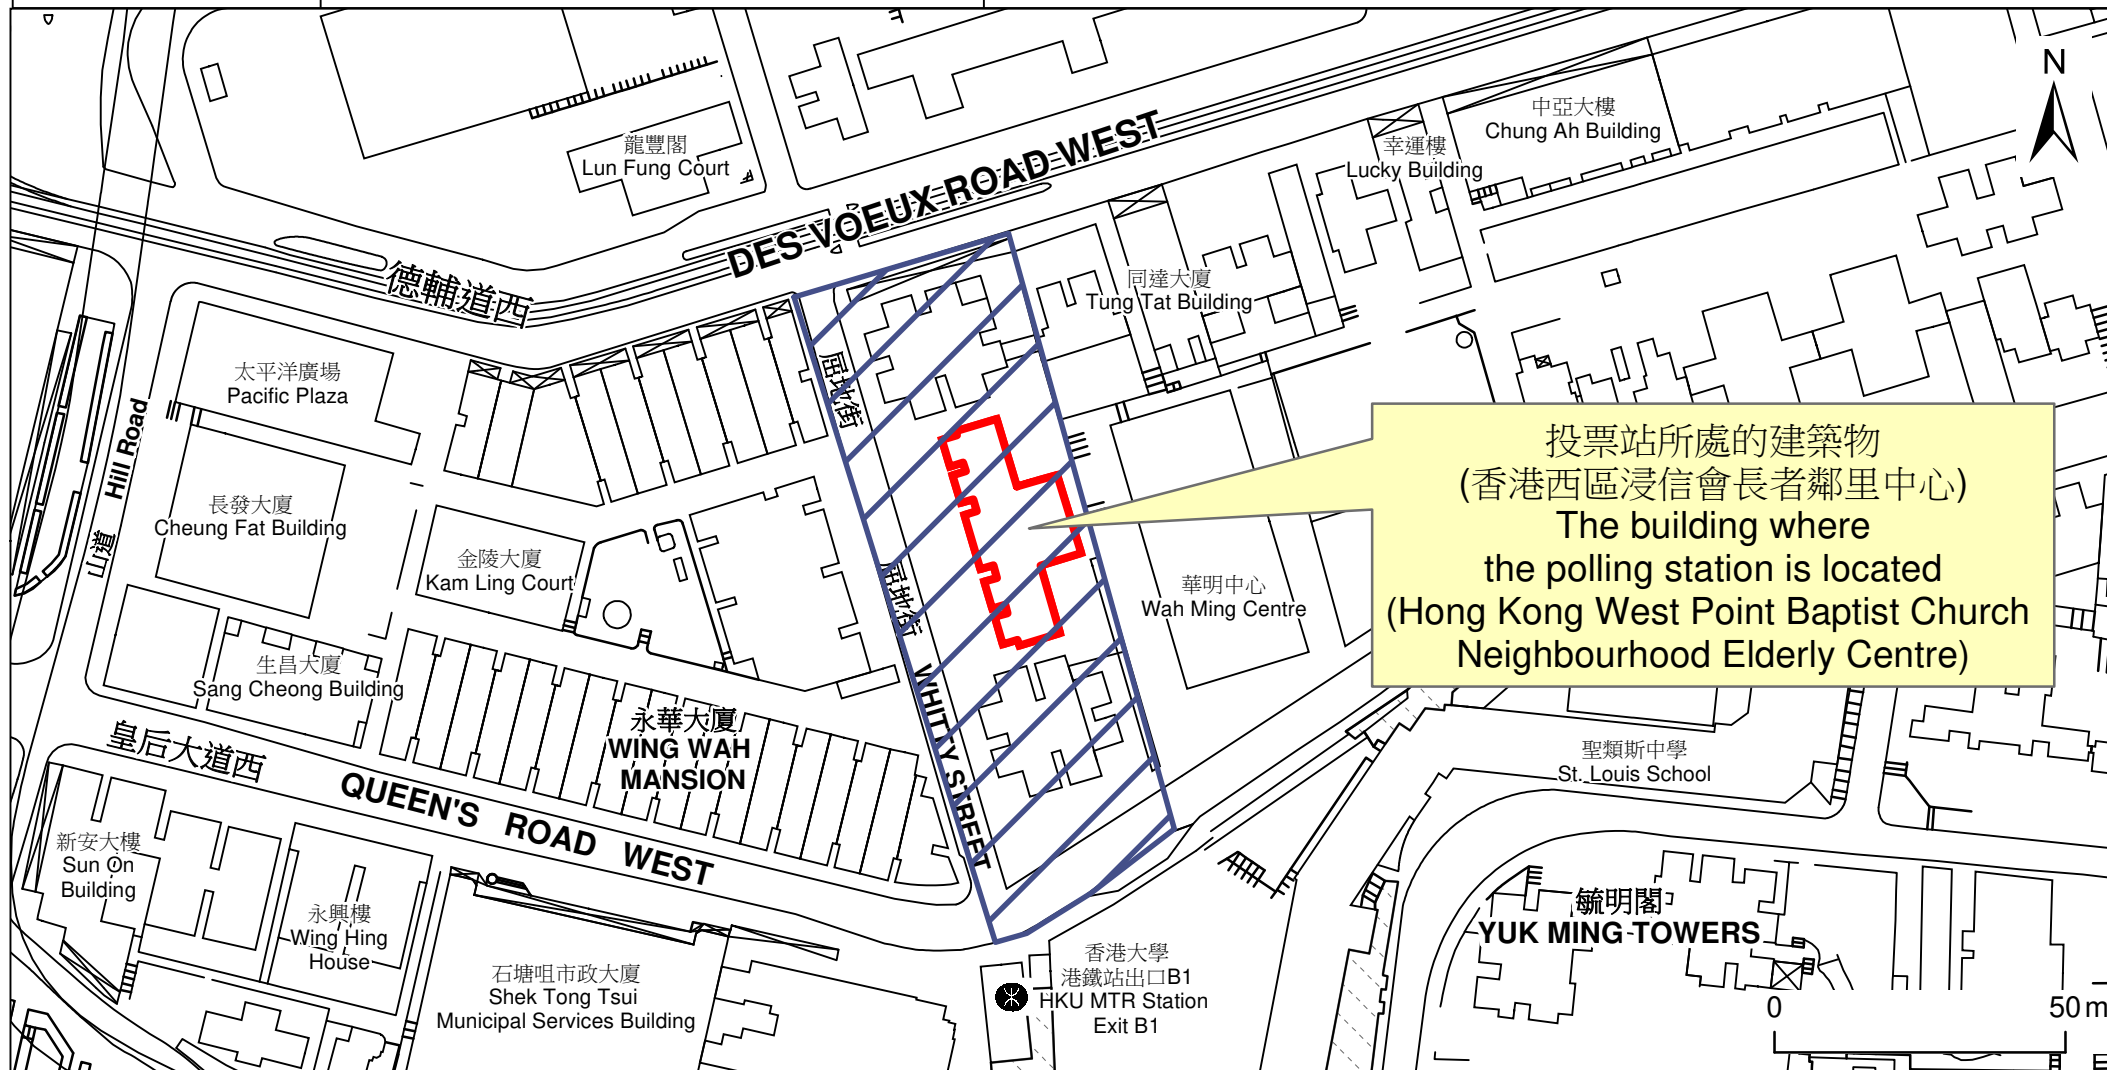 N
中亞大樓
Chung Ah Building
幸運樓
Lucky Building
龍豐閣
Lun Fung Court
DES VOEUX ROAD WEST
德輔道西
同達大廈
Tung Tat Building
太平洋廣場
Pacific Plaza
屈地街
Hill Road
山道
投票站所處的建築物
(香港西區浸信會長者鄰里中心)
The building where
the polling station is located
(Hong Kong West Point Baptist Church
Neighbourhood Elderly Centre)
長發大廈
Cheung Fat Building
金陵大廈
Kam Ling Court
屈地街
WHITTY STREET
華明中心
Wah Ming Centre
生昌大廈
Sang Cheong Building
永華大廈
WING WAH
MANSION
皇后大道西
QUEEN'S ROAD WEST
聖類斯中學
St. Louis School
新安大樓
Sun On
Building
永興樓
Wing Hing
House
毓明閣
YUK MING TOWERS
石塘咀市政大廈
Shek Tong Tsui
Municipal Services Building
香港大學
港鐵站出口B1
HKU MTR Station
Exit B1
0 50 m